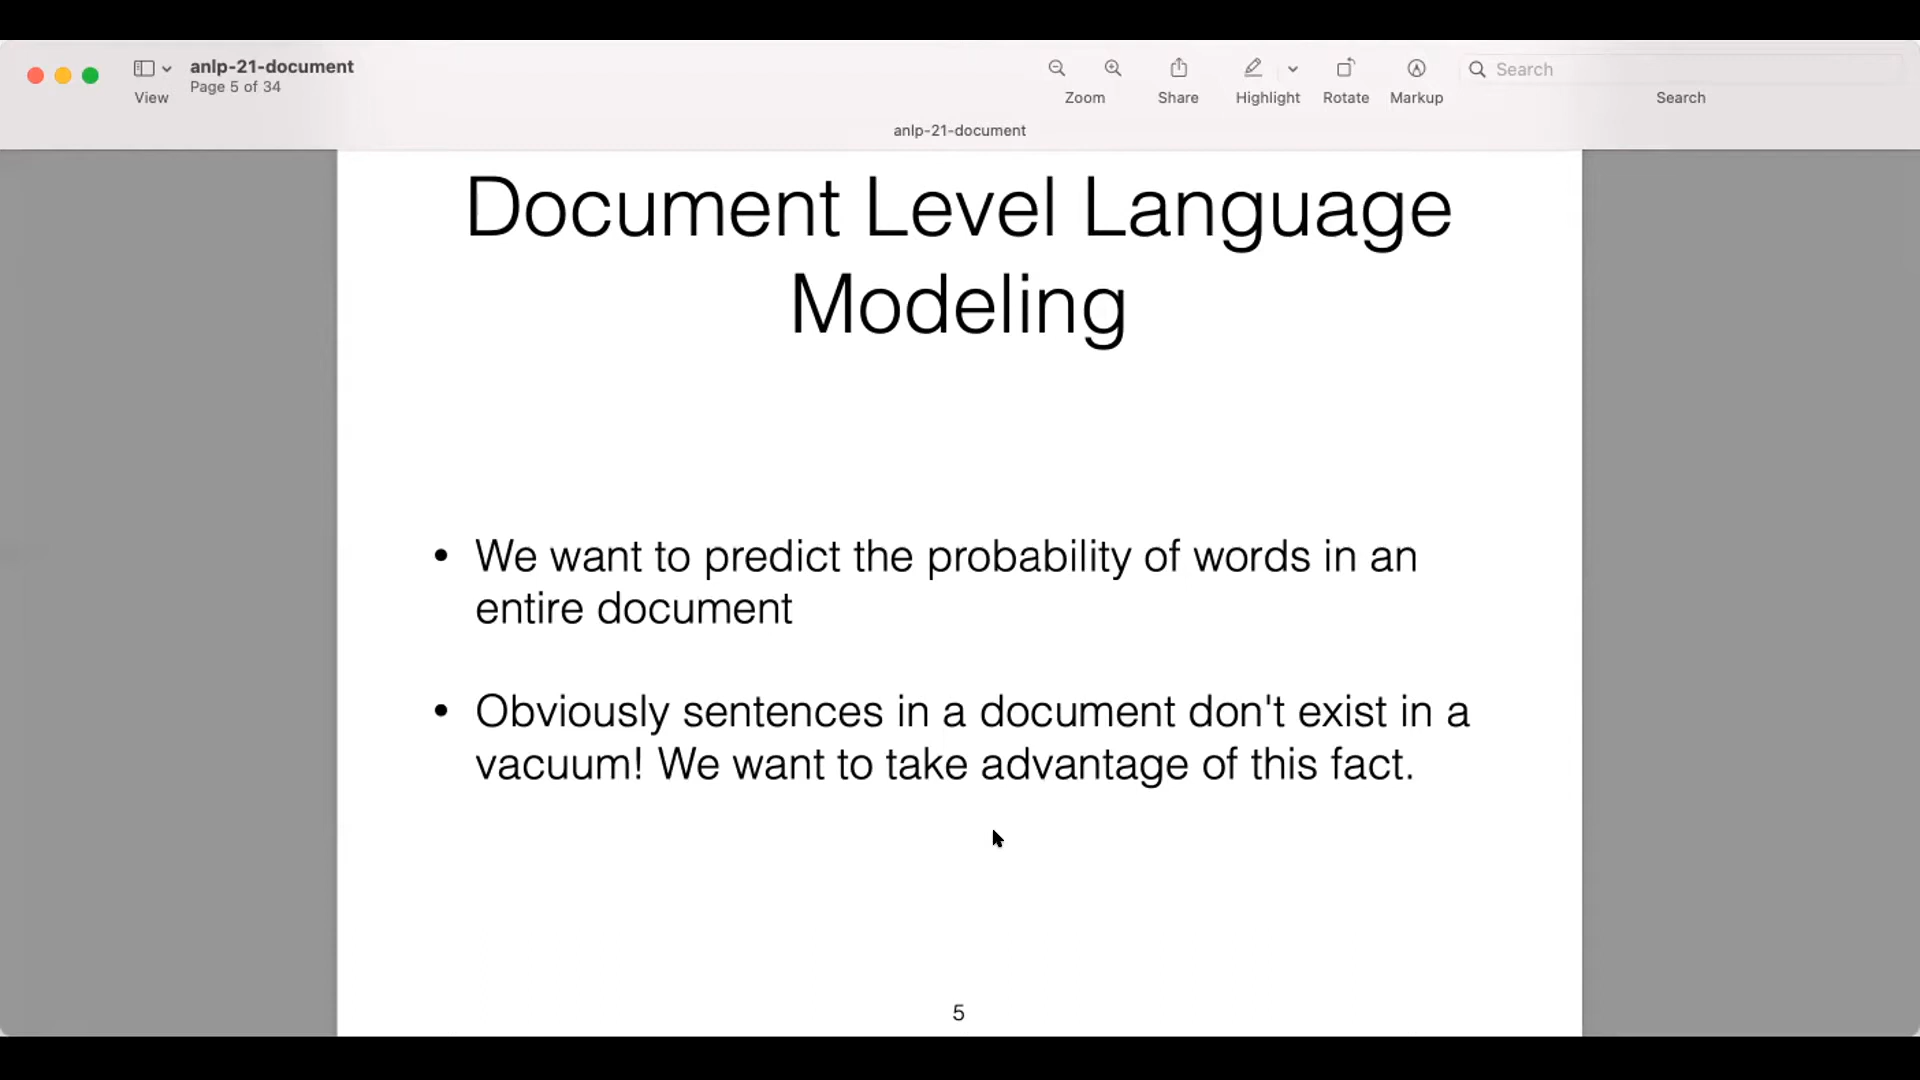 anlp-21-document
Page 5 of 34
View
Zoom
Share
Highlight
Rotate
Markup
Search
Search
anlp-21-document
Document Level Language
Modeling
• We want to predict the probability of words in an
entire document
• Obviously sentences in a document don't exist in a
vacuum! We want to take advantage of this fact.
5